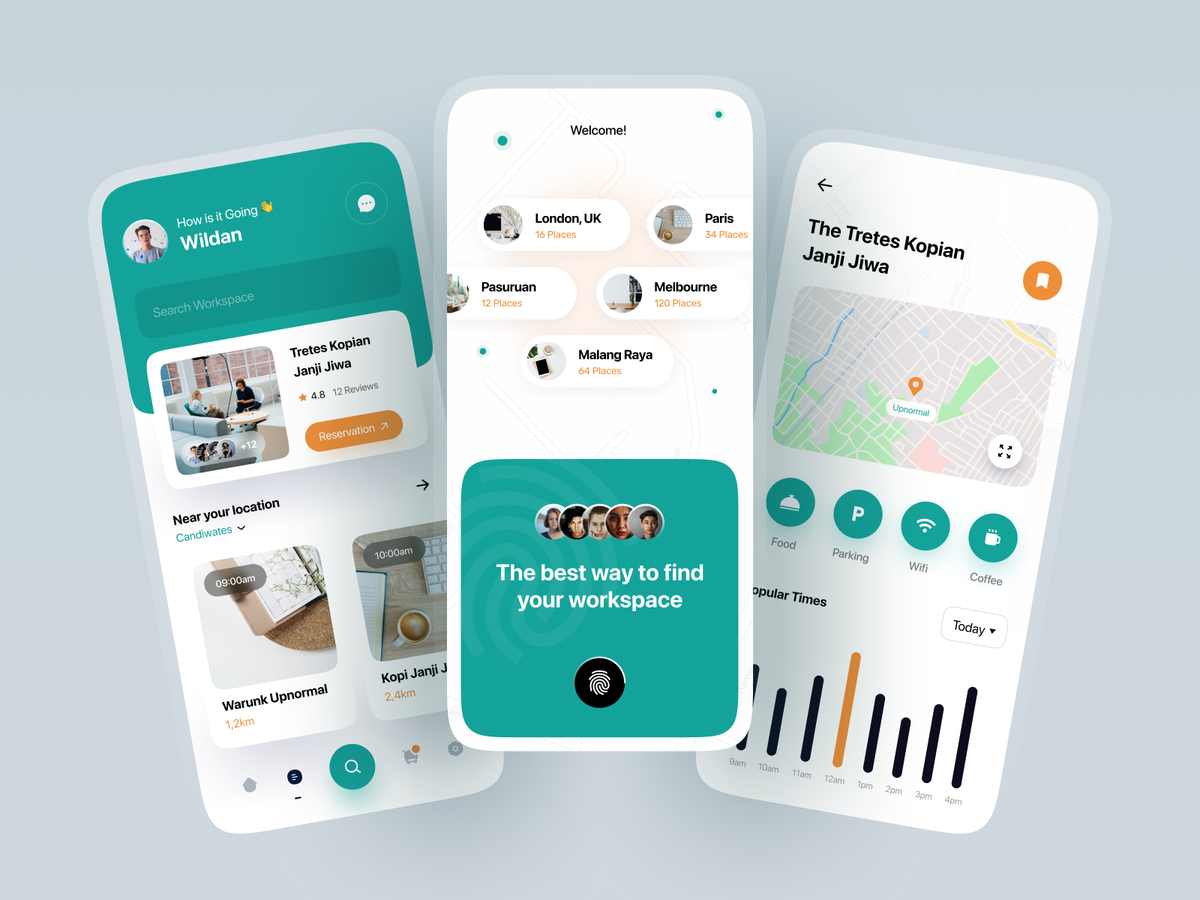 How is it Going 👋
Wildan
Search Workspace
Tretes Kopian
Janji Jiwa
4.8 12 Reviews
+12
Reservation
Near your location
Candiwates
09:00am
10:00am
Warunk Upnormal
1,2km
Kopi Janji J
2,4km
Welcome!
London, UK
16 Places
Paris
34 Places
Pasuruan
12 Places
Melbourne
120 Places
Malang Raya
64 Places
The best way to find
your workspace
The Tretes Kopian
Janji Jiwa
Upnormal
P
Food
Parking
Wifi
Coffee
opular Times
Today
9am 10am 11am 12am 1pm 2pm 3pm 4pm